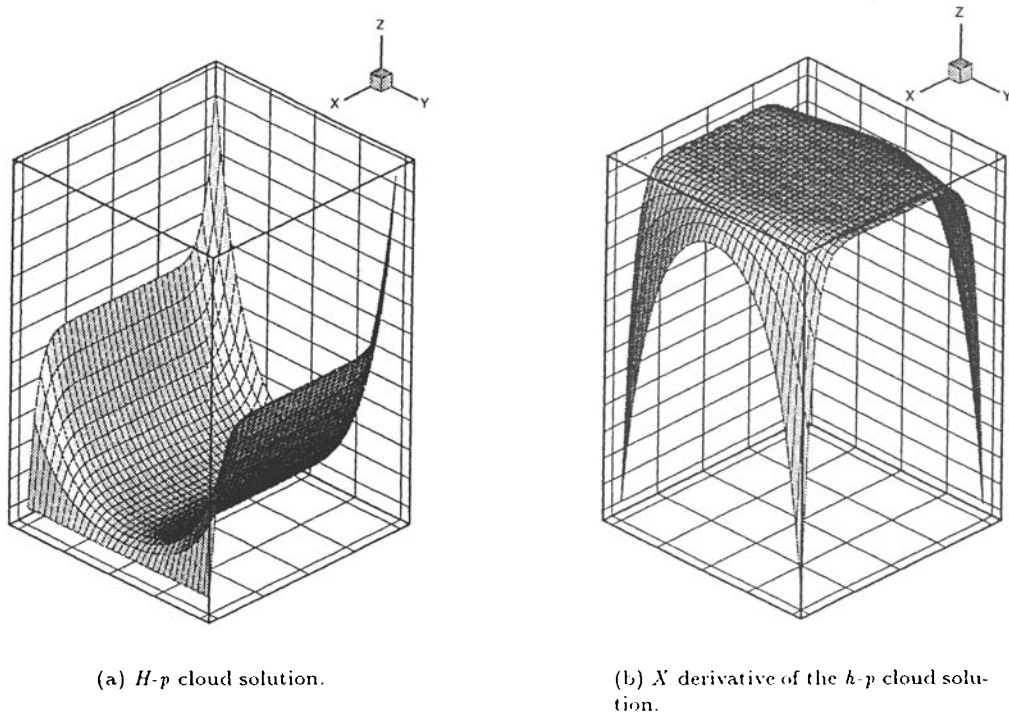 Z
X
Y
Z
X
Y
(a) H-p cloud solution.
(b) X derivative of the h-p cloud solu-
tion.